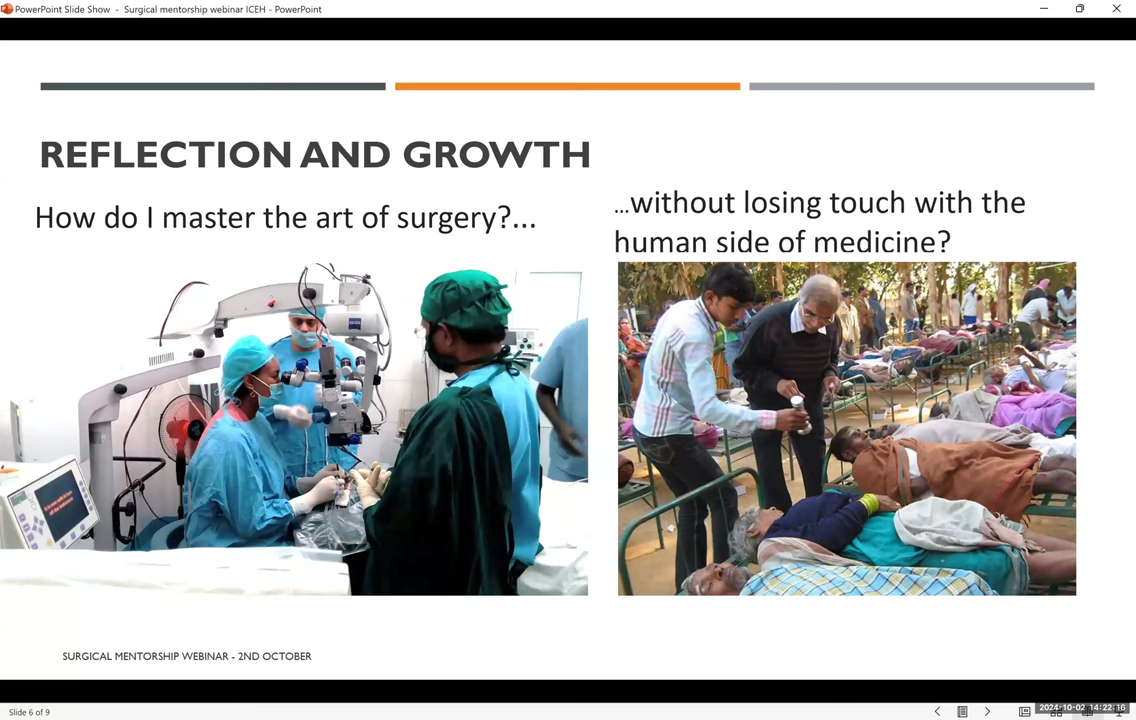 PowerPoint Slide Show - Surgical mentorship webinar ICEH - PowerPoint
REFLECTION AND GROWTH
How do I master the art of surgery?...
...without losing touch with the
human side of medicine?
SURGICAL MENTORSHIP WEBINAR - 2ND OCTOBER
Slide 6 of 9
2024-10-02 14:22:16